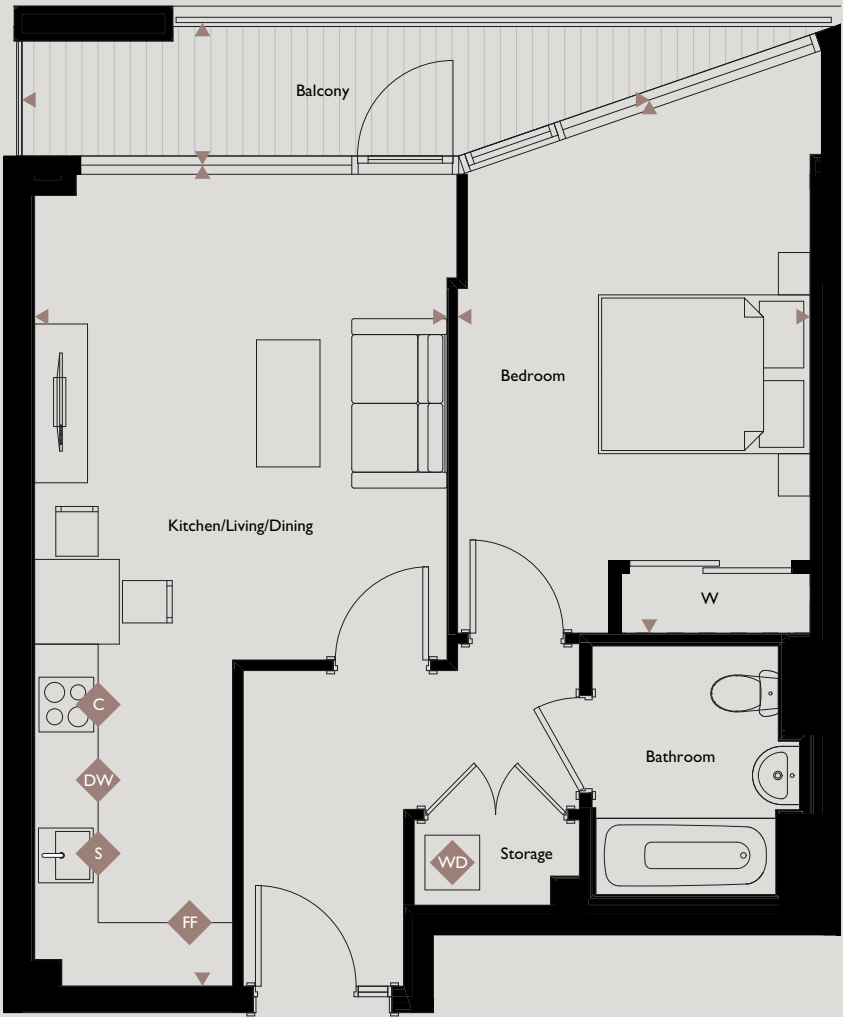 Balcony
Bedroom
Kitchen/Living/Dining
W
C
Bathroom
DW
S
Storage
WD
FF